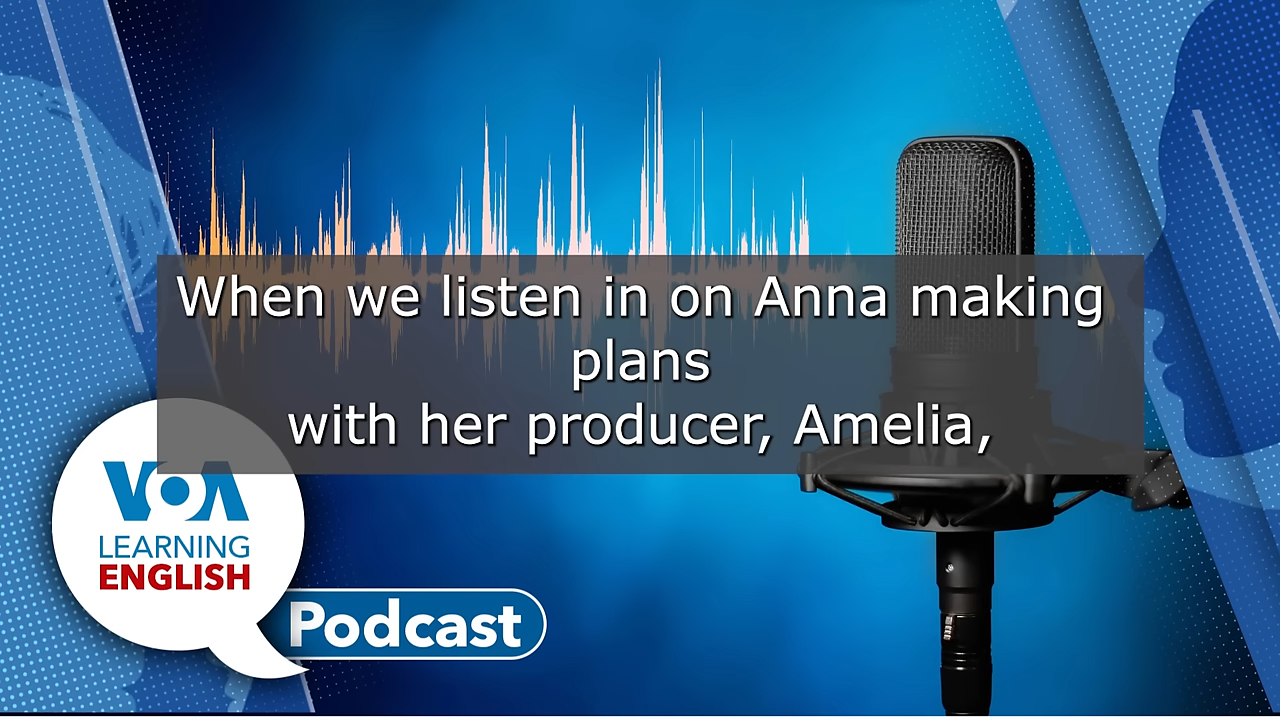 When we listen in on Anna making
plans
with her producer, Amelia,
VOA
LEARNING
ENGLISH
Podcast